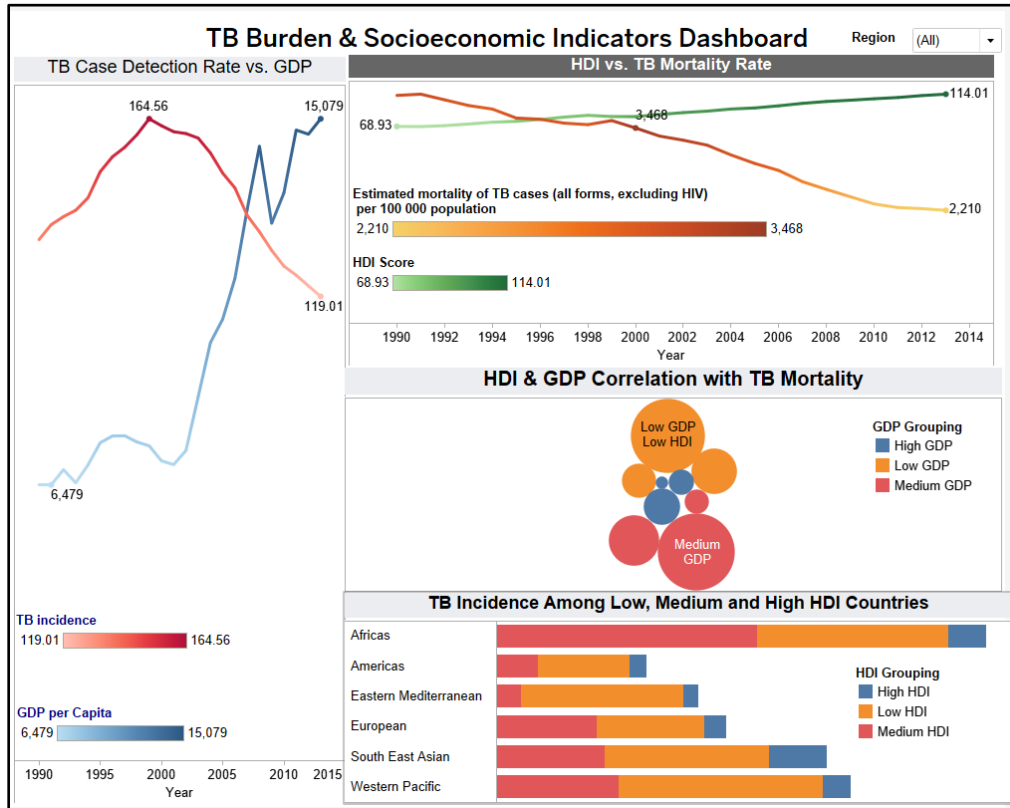 TB Burden & Socioeconomic Indicators Dashboard
Region
(All)
TB Case Detection Rate vs. GDP
164.56
15,079
119.01
6,479
TB incidence
119.01
164.56
GDP per Capita
6,479
15,079
1990
1995
2000
2005
2010
2015
Year
HDI vs. TB Mortality Rate
114.01
68.93
3,468
2,210
Estimated mortality of TB cases (all forms, excluding HIV)
per 100 000 population
2,210
3,468
HDI Score
68.93
114.01
1990
1992
1994
1996
1998
2000
2002
2004
2006
2008
2010
2012
2014
Year
HDI & GDP Correlation with TB Mortality
Low GDP
Low HDI
Medium
GDP
GDP Grouping
High GDP
Low GDP
Medium GDP
TB Incidence Among Low, Medium and High HDI Countries
Africas
Americas
Eastern Mediterranean
European
South East Asian
Western Pacific
HDI Grouping
High HDI
Low HDI
Medium HDI